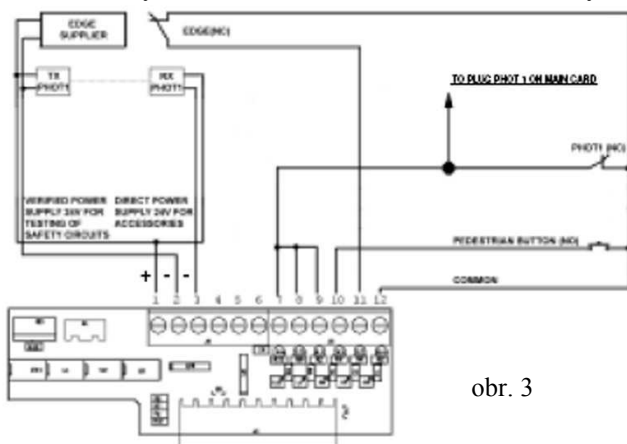 EDGE
SUPPLIER
EDGE(NC)
TX
PHOT1
RX
PHOT1
TO PLUG PHOT 1 ON MAIN CARD
PHOT1 (NC)
VERIFIED POWER
SUPPLY 24V FOR
TESTING OF
SAFETY CIRCUITS
DIRECT POWER
SUPPLY 24V FOR
ACCESSORIES
PEDESTRIAN BUTTON (NO)
COMMON
+ - -
1 2 3 4 5 6 7 8 9 10 11 12
obr. 3